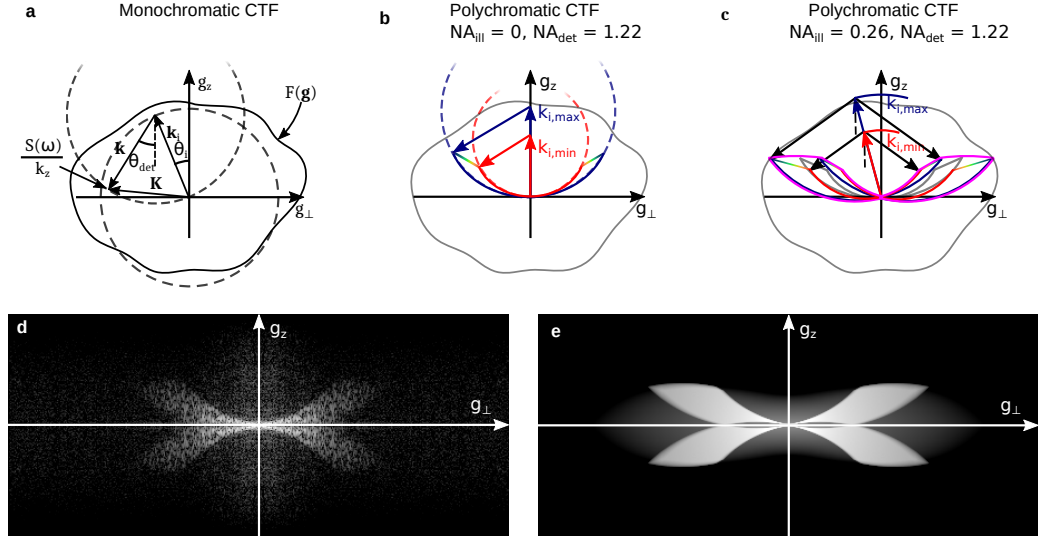 a
Monochromatic CTF
g_z
F(g)
k_i
k
θ_det
θ_i
S(ω)
k_z
K
g_⊥
b
Polychromatic CTF
NA_ill = 0, NA_det = 1.22
g_z
k_i,max
k_i,min
g_⊥
c
Polychromatic CTF
NA_ill = 0.26, NA_det = 1.22
g_z
k_i,max
k_i,min
g_⊥
d
g_z
g_⊥
e
g_z
g_⊥